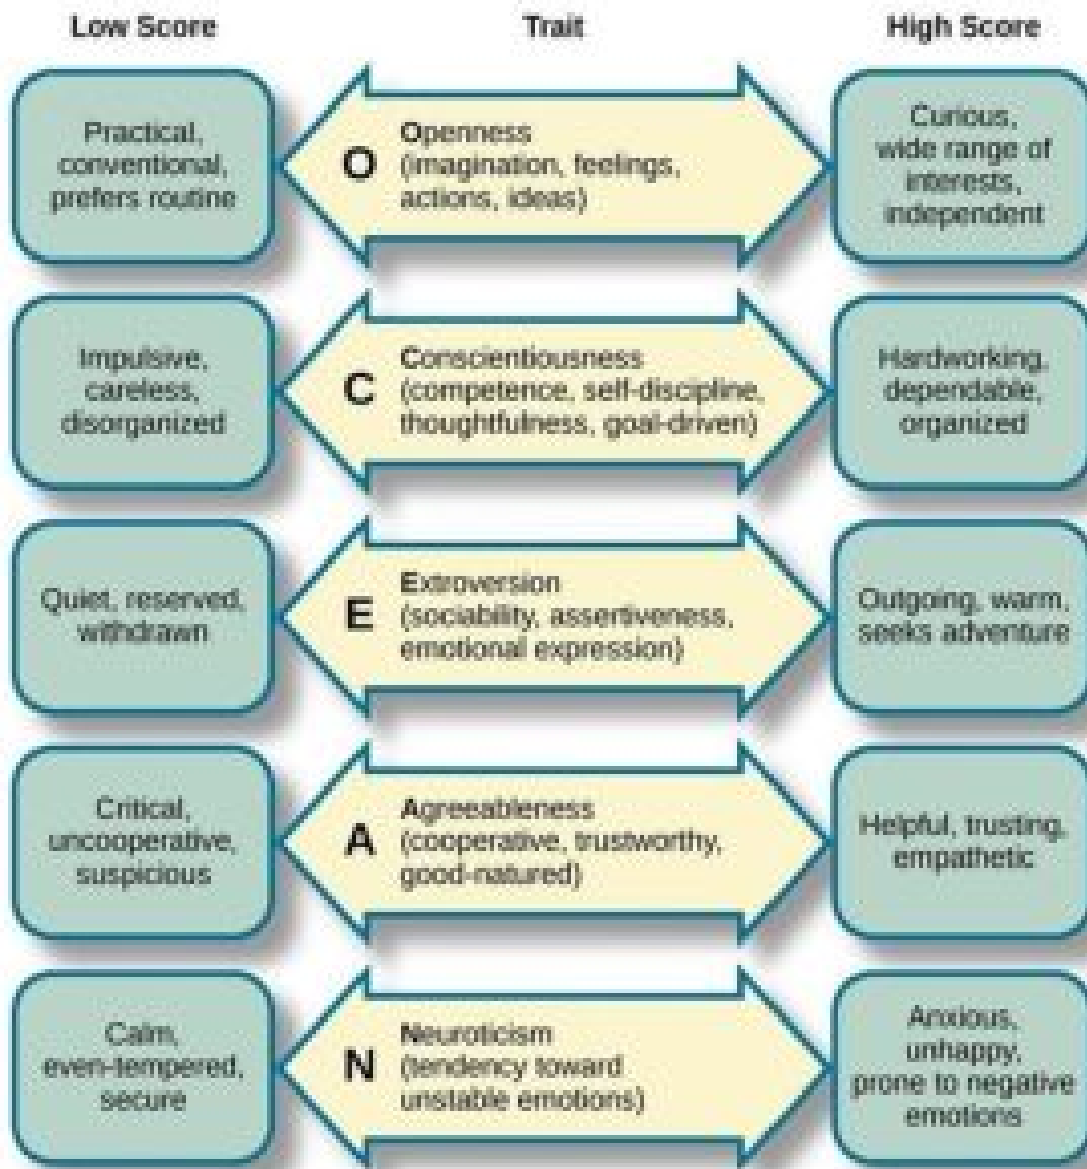 Low Score
Trait
High Score
Practical,
conventional,
prefers routine
O
Openness
(imagination, feelings,
actions, ideas)
Curious,
wide range of
interests,
independent
Impulsive,
careless,
disorganized
C
Conscientiousness
(competence, self-discipline,
thoughtfulness, goal-driven)
Hardworking,
dependable,
organized
Quiet, reserved,
withdrawn
E
Extroversion
(sociability, assertiveness,
emotional expression)
Outgoing, warm,
seeks adventure
Critical,
uncooperative,
suspicious
A
Agreeableness
(cooperative, trustworthy,
good-natured)
Helpful, trusting,
empathetic
Calm,
even-tempered,
secure
N
Neuroticism
(tendency toward
unstable emotions)
Anxious,
unhappy,
prone to negative
emotions